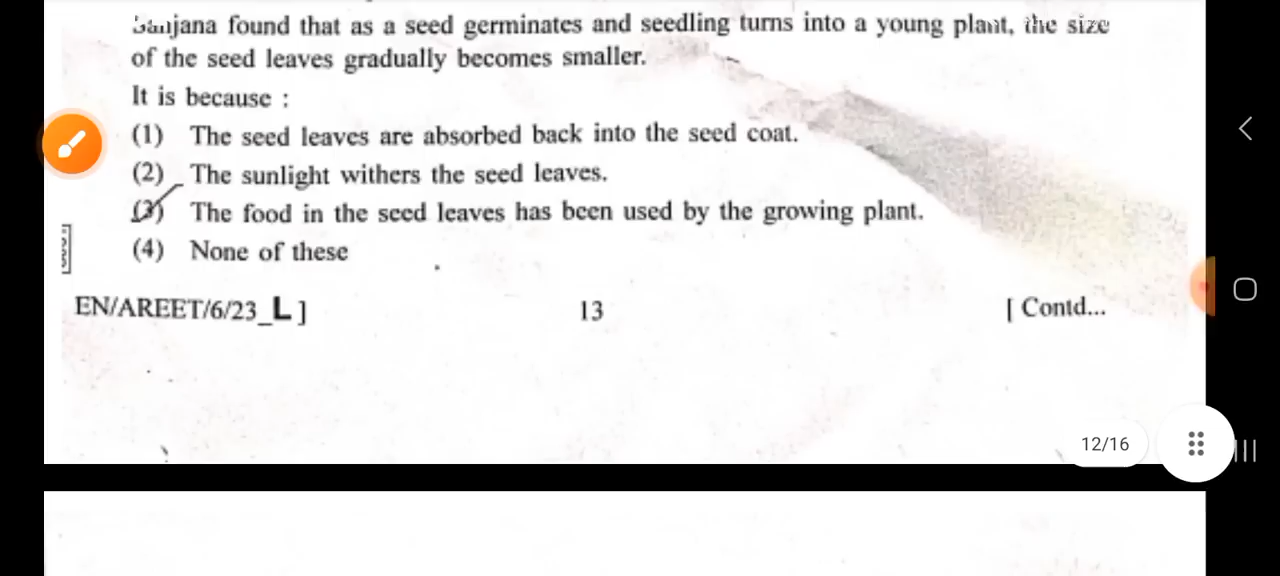 Sanjana found that as a seed germinates and seedling turns into a young plant, the size
of the seed leaves gradually becomes smaller.
It is because :
(1) The seed leaves are absorbed back into the seed coat.
(2) The sunlight withers the seed leaves.
(3) The food in the seed leaves has been used by the growing plant.
(4) None of these
EN/AREET/6/23_L ]
13
[ Contd...
12/16